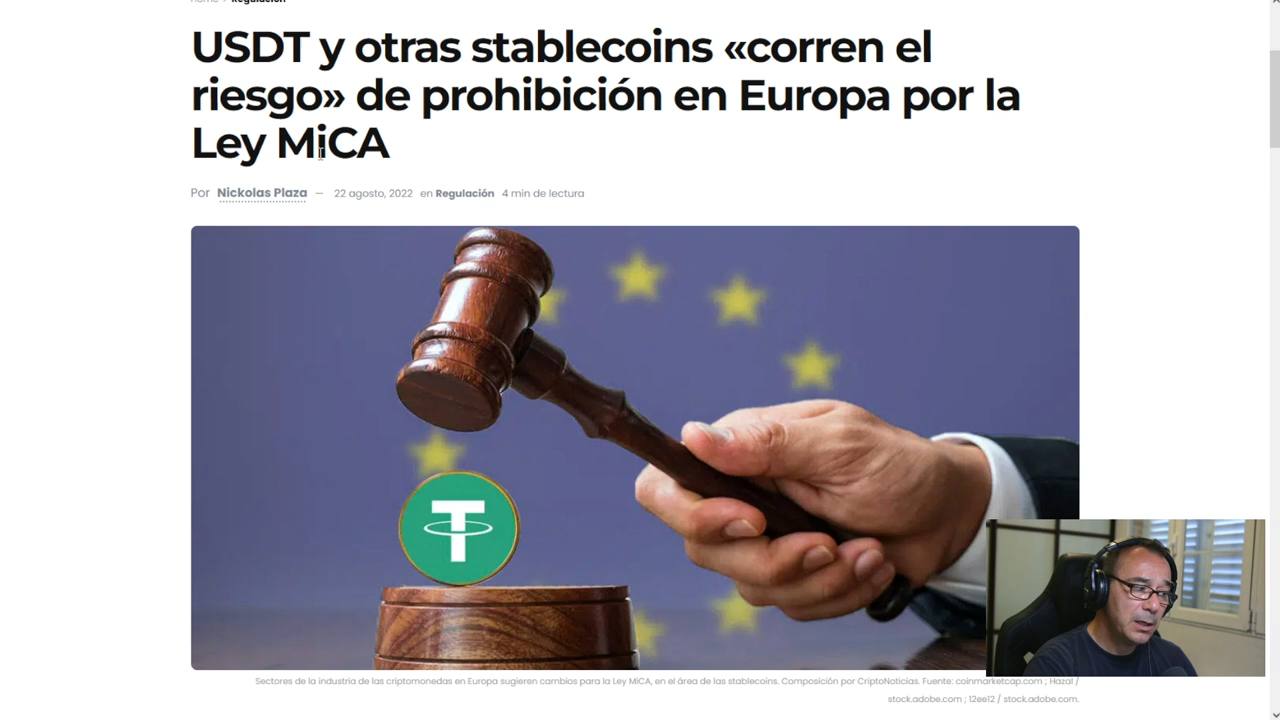 Home / Regulación
USDT y otras stablecoins «corren el
riesgo» de prohibición en Europa por la
Ley MiCA
Por Nickolas Plaza — 22 agosto, 2022 en Regulación 4 min de lectura
T
Sectores de la industria de las criptomonedas en Europa sugieren cambios para la Ley MiCA, en el área de las stablecoins. Composición por CriptoNoticias. Fuente: coinmarketcap.com ; Hazal /
stock.adobe.com ; 12ee12 / stock.adobe.com.